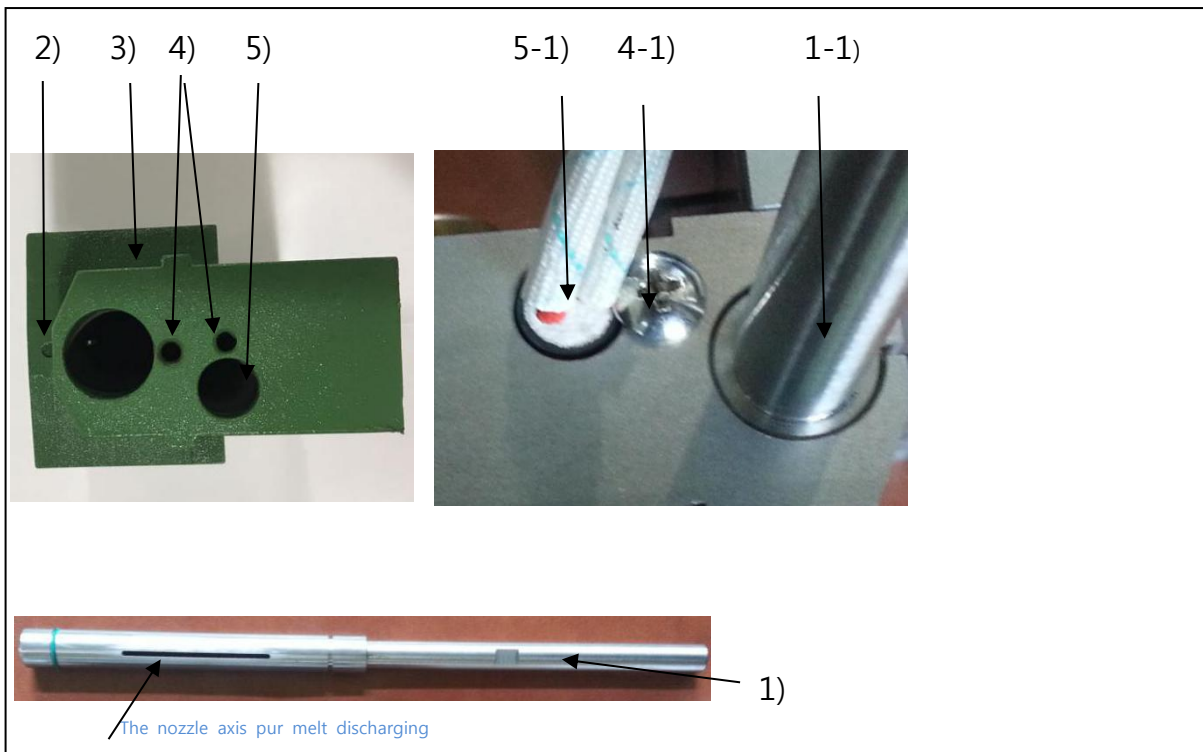 2) 3) 4) 5) 5-1) 4-1) 1-1)
1)
The nozzle axis pur melt discharging